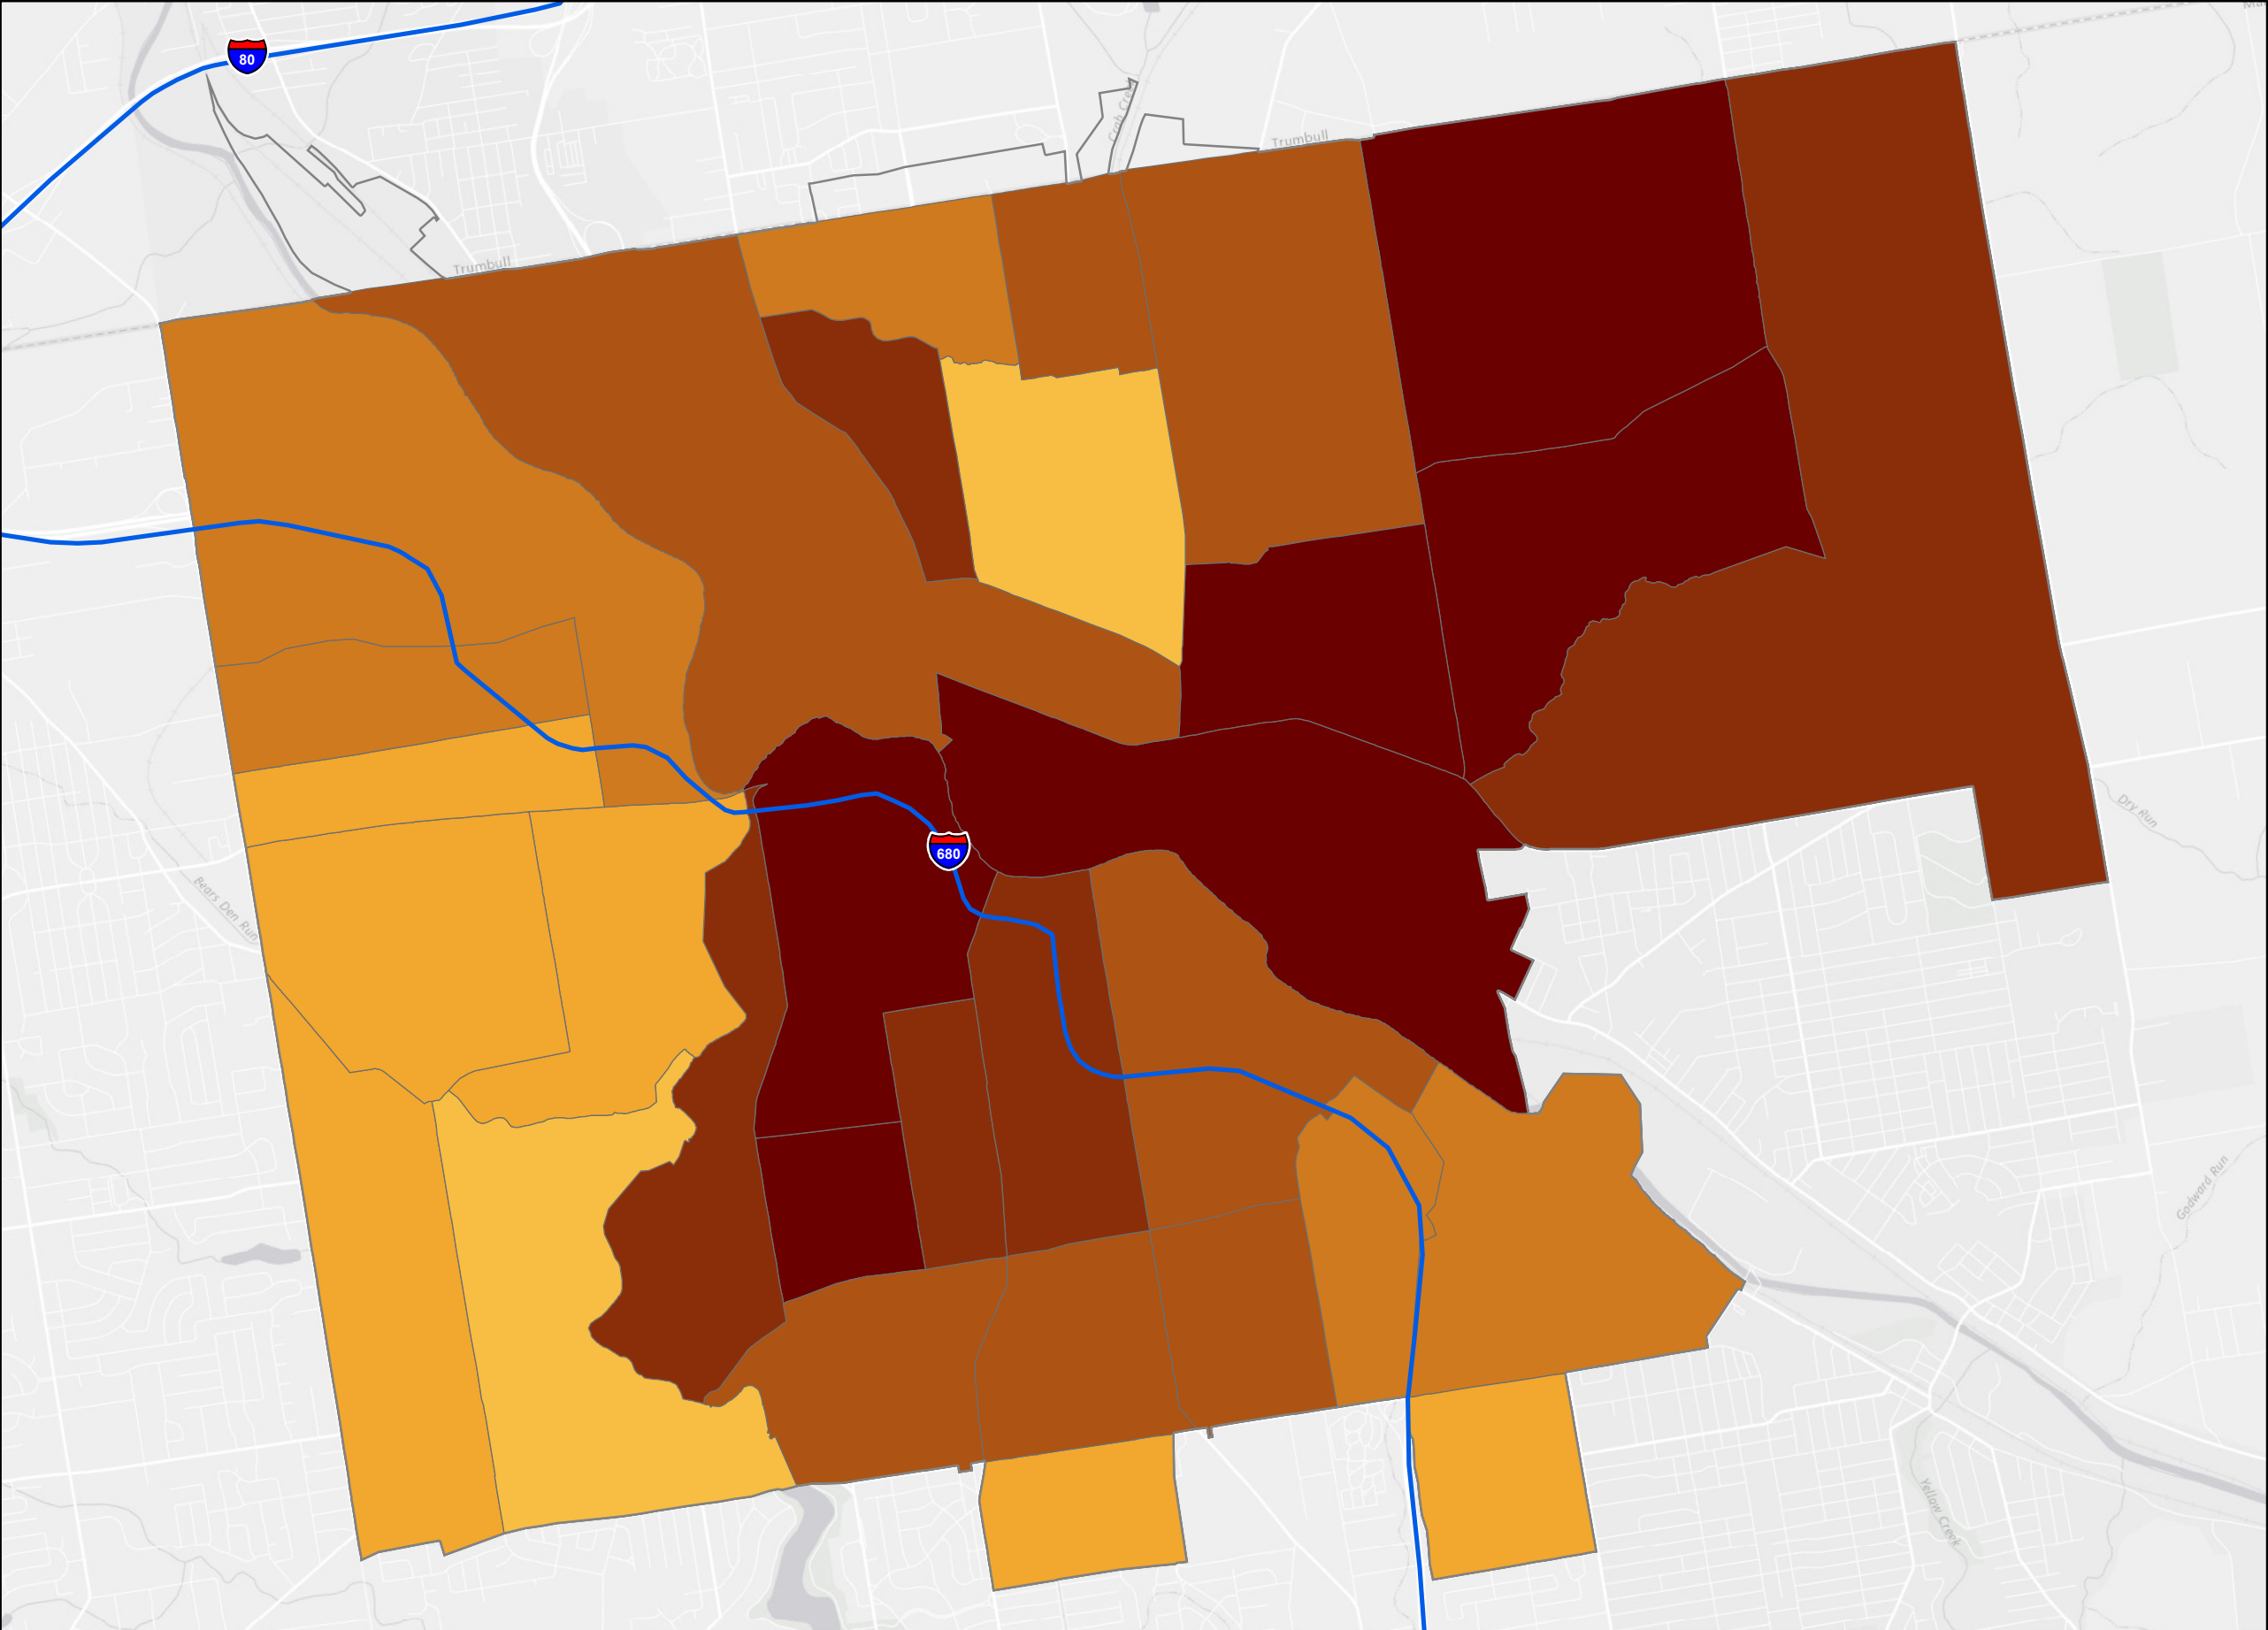 80
Crab Creek
Trumbull
Trumbull
680
Dry Run
Bears Den Run
Godward Run
Yellow Creek